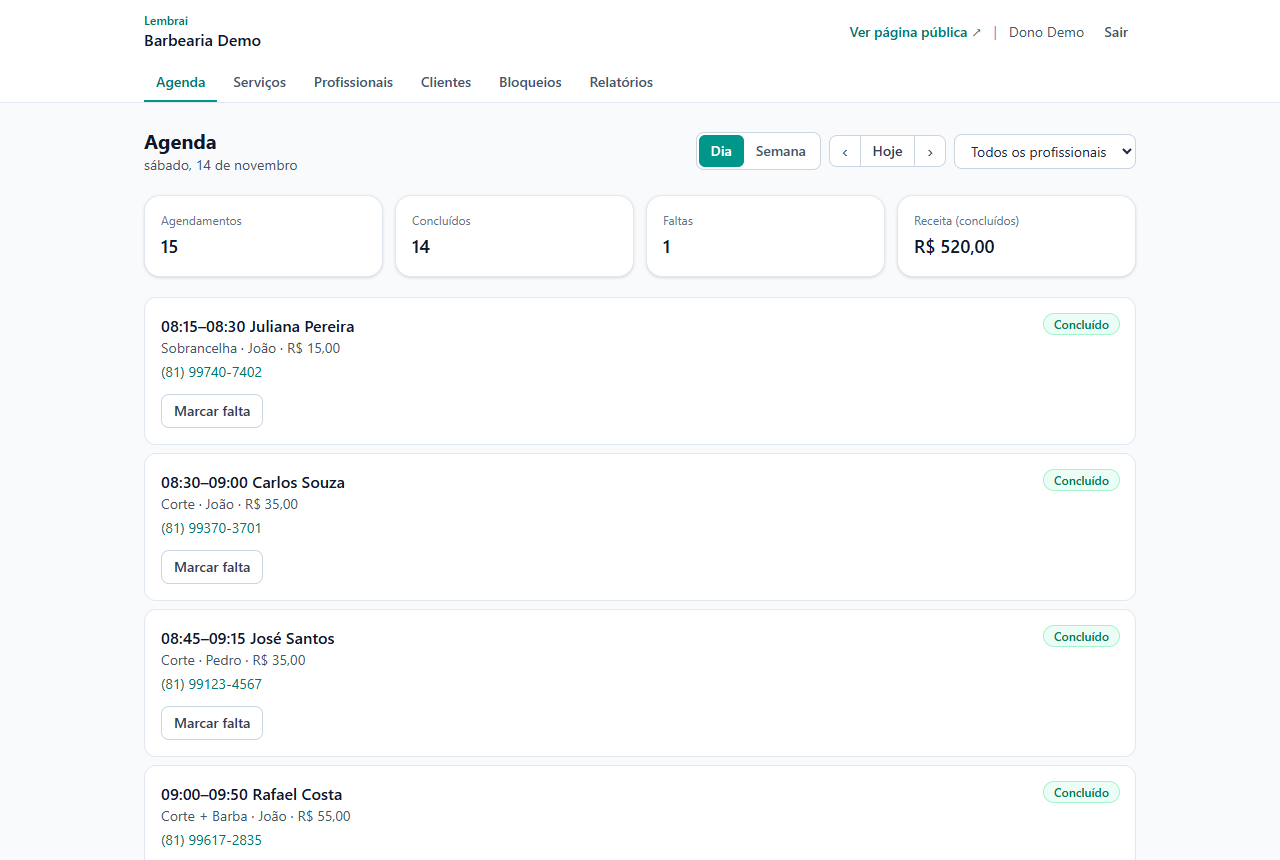 Lembrai
Barbearia Demo
Ver página pública ↗ | Dono Demo Sair
Agenda Serviços Profissionais Clientes Bloqueios Relatórios
Agenda
sábado, 14 de novembro
Dia Semana ‹ Hoje › Todos os profissionais
Agendamentos
15
Concluídos
14
Faltas
1
Receita (concluídos)
R$ 520,00
08:15–08:30 Juliana Pereira
Concluído
Sobrancelha · João · R$ 15,00
(81) 99740-7402
Marcar falta
08:30–09:00 Carlos Souza
Concluído
Corte · João · R$ 35,00
(81) 99370-3701
Marcar falta
08:45–09:15 José Santos
Concluído
Corte · Pedro · R$ 35,00
(81) 99123-4567
Marcar falta
09:00–09:50 Rafael Costa
Concluído
Corte + Barba · João · R$ 55,00
(81) 99617-2835